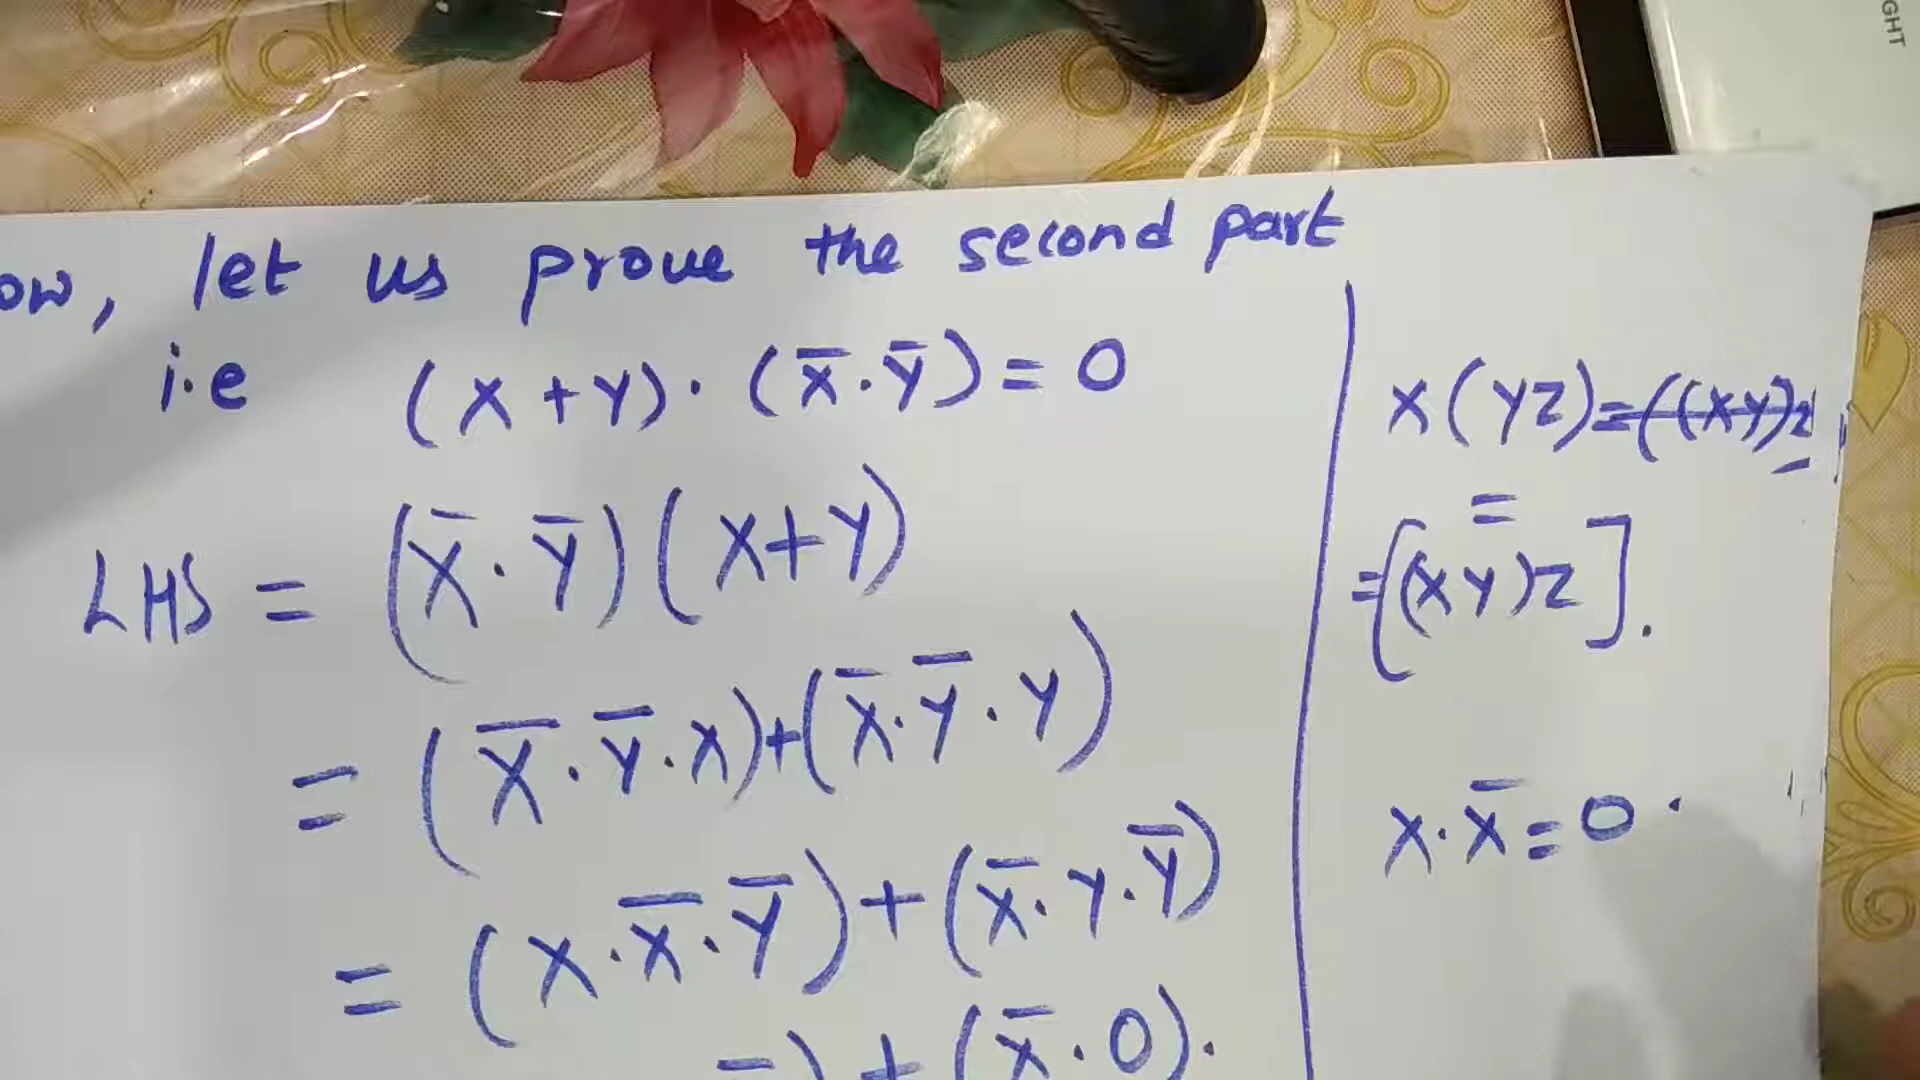 ow, let us prove the second part
i.e (X + Y) . (X̅ . Y̅) = 0
LHS = (X̅ . Y̅) (X + Y)
= (X̅ . Y̅ . X) + (X̅ . Y̅ . Y)
= (X . X̅ . Y̅) + (X̅ . Y . Y̅)
) + (X̅ . 0) .
X (YZ) = ((XY)Z
=
= [(XY)Z] .
X . X̅ = 0 .
GHT